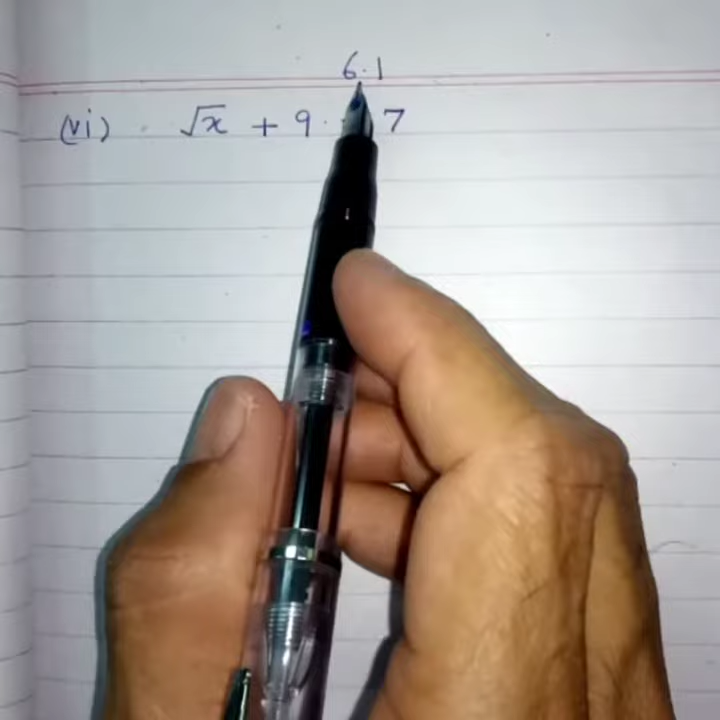 6.1
(vi) √x + 9 7